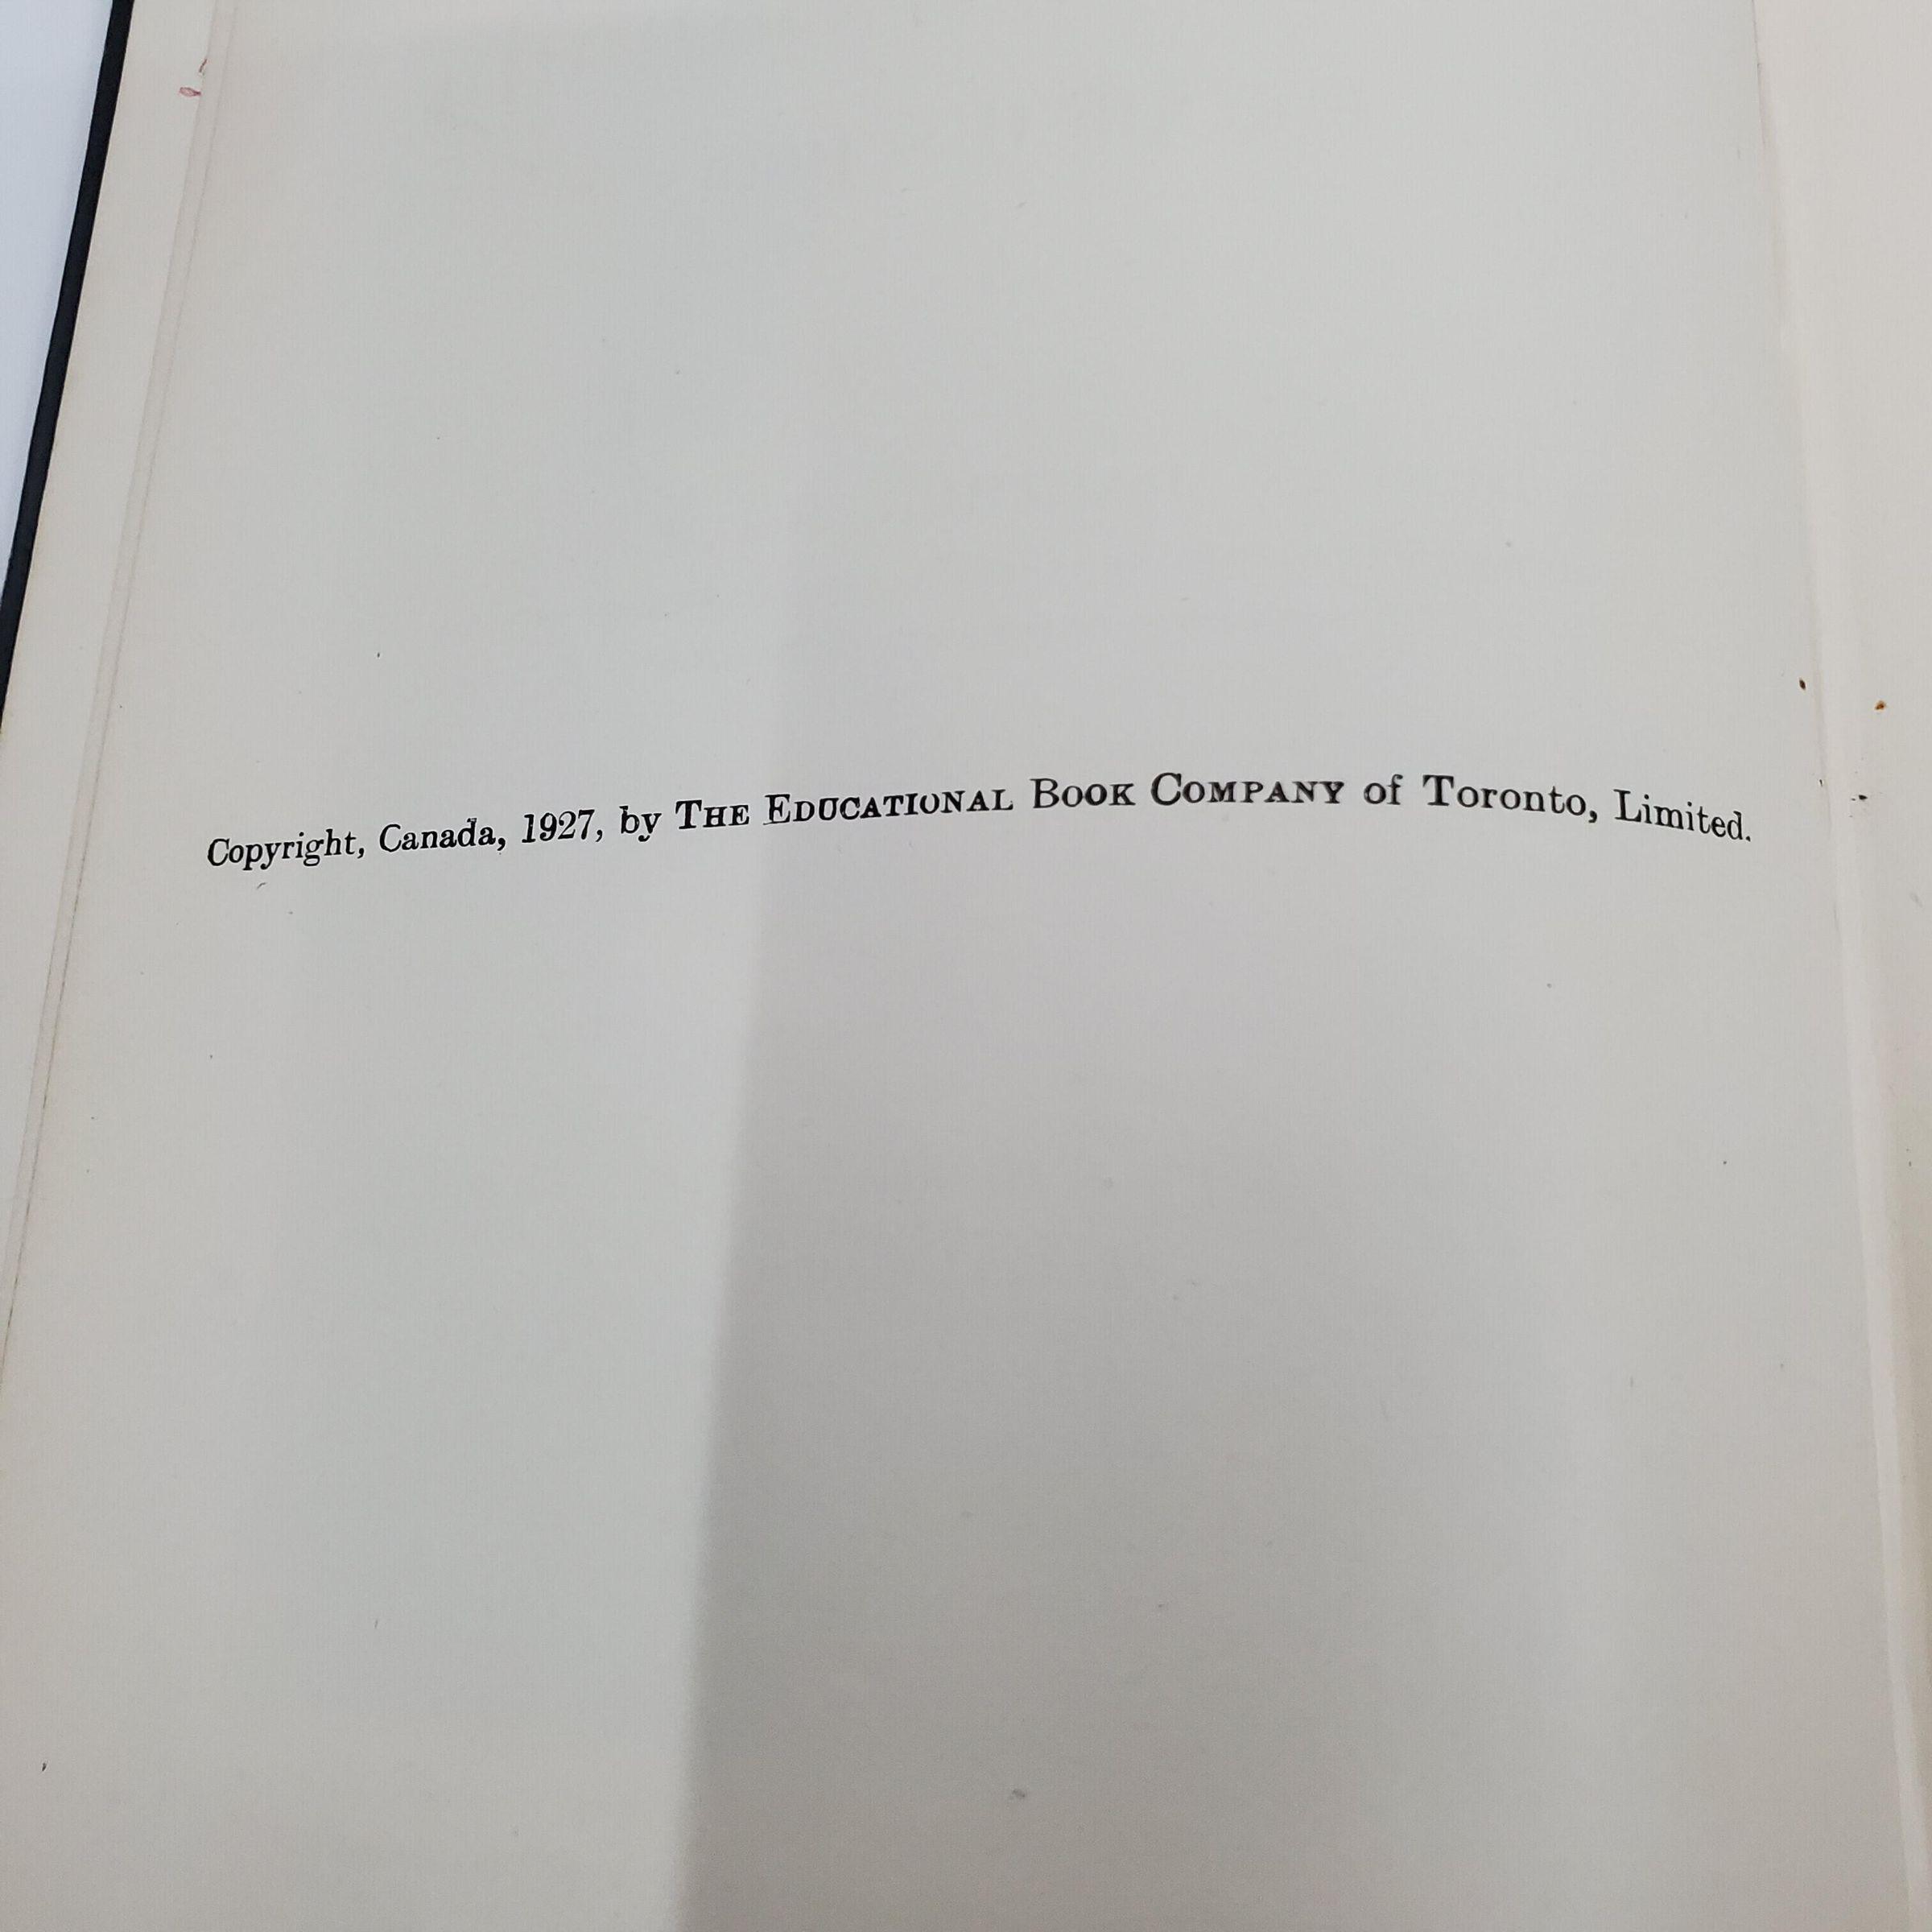 Copyright, Canada, 1927, by THE EDUCATIONAL BOOK COMPANY of Toronto, Limited.